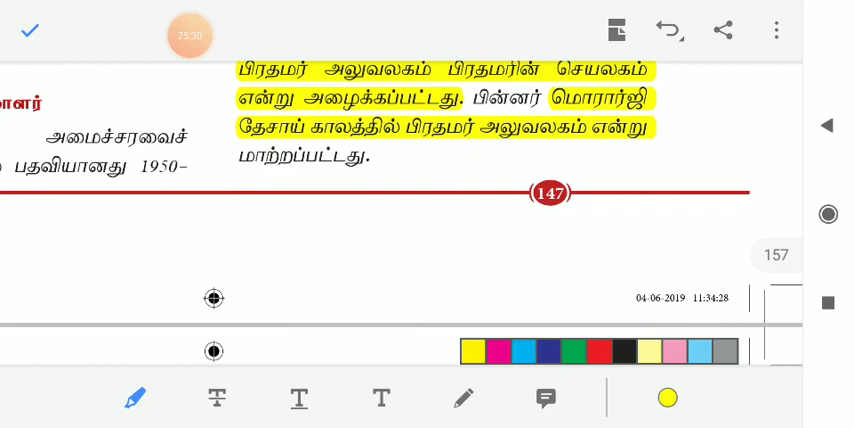 25:30
ாளர்
அமைச்சரவைச்
பதவியானது 1950-
பிரதமர் அலுவலகம் பிரதமரின் செயலகம்
என்று அழைக்கப்பட்டது. பின்னர் மொரார்ஜி
தேசாய் காலத்தில் பிரதமர் அலுவலகம் என்று
மாற்றப்பட்டது.
147
157
04-06-2019 11:34:28